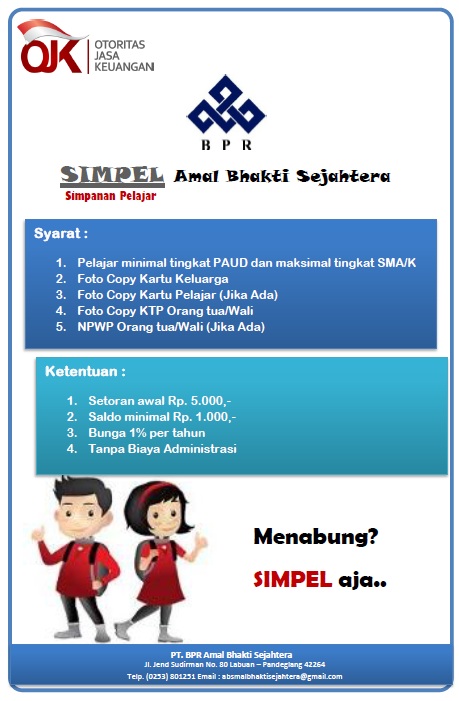 OJK OTORITAS
JASA
KEUANGAN
BPR
SIMPEL Amal Bhakti Sejahtera
Simpanan Pelajar
Syarat :
1. Pelajar minimal tingkat PAUD dan maksimal tingkat SMA/K
2. Foto Copy Kartu Keluarga
3. Foto Copy Kartu Pelajar (Jika Ada)
4. Foto Copy KTP Orang tua/Wali
5. NPWP Orang tua/Wali (Jika Ada)
Ketentuan :
1. Setoran awal Rp. 5.000,-
2. Saldo minimal Rp. 1.000,-
3. Bunga 1% per tahun
4. Tanpa Biaya Administrasi
Menabung?
SIMPEL aja..
PT. BPR Amal Bhakti Sejahtera
Jl. Jend Sudirman No. 80 Labuan – Pandeglang 42264
Telp. (0253) 801251 Email : absmalbhaktisejahtera@gmail.com